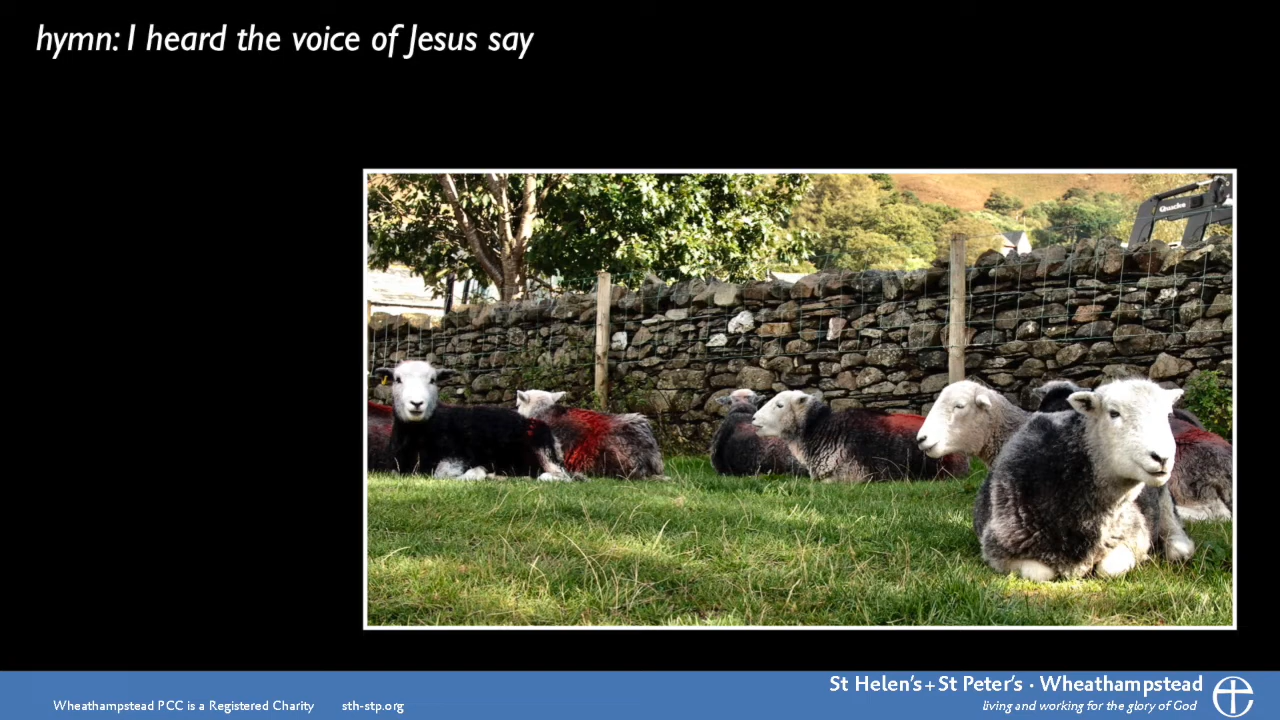 hymn: I heard the voice of Jesus say
St Helen's + St Peter's · Wheathampstead
living and working for the glory of God
Wheathampstead PCC is a Registered Charity sth-stp.org